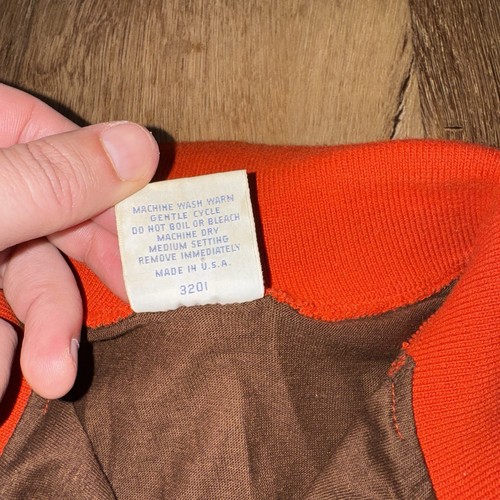 MACHINE WASH WARM
GENTLE CYCLE
DO NOT BOIL OR BLEACH
MACHINE DRY
MEDIUM SETTING
REMOVE IMMEDIATELY
MADE IN U.S.A.
3201